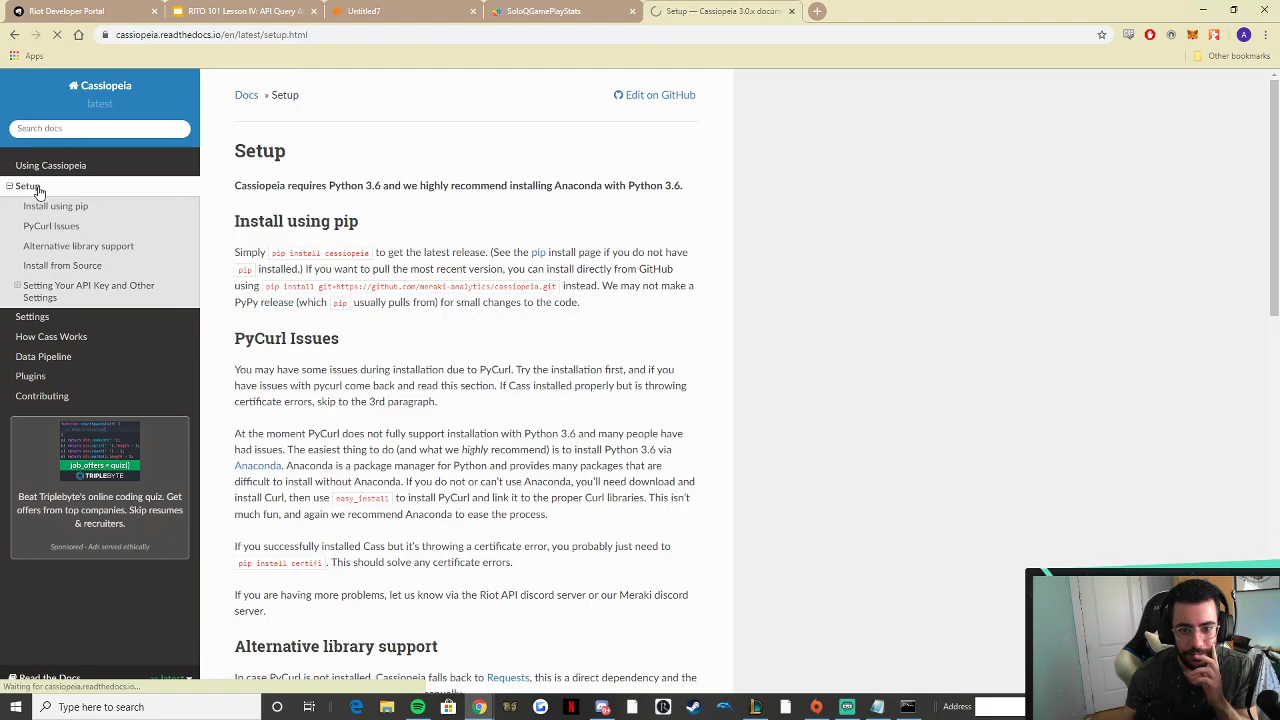 Riot Developer Portal
RITO 101 Lesson IV: API Query A
Untitled7
SoloQGamePlayStats
Setup — Cassiopeia 3.0.x docum
cassiopeia.readthedocs.io/en/latest/setup.html
Apps
Other bookmarks
Cassiopeia
latest
Search docs
Using Cassiopeia
Setup
Install using pip
PyCurl Issues
Alternative library support
Install from Source
Setting Your API Key and Other
Settings
Settings
How Cass Works
Data Pipeline
Plugins
Contributing
job_offers = quiz()
TRIPLEBYTE
Beat Triplebyte's online coding quiz. Get
offers from top companies. Skip resumes
& recruiters.
Sponsored · Ads served ethically
Read the Docs
v: latest
Docs » Setup
Edit on GitHub
Setup
Cassiopeia requires Python 3.6 and we highly recommend installing Anaconda with Python 3.6.
Install using pip
Simply pip install cassiopeia to get the latest release. (See the pip install page if you do not have
pip installed.) If you want to pull the most recent version, you can install directly from GitHub
using pip install git+https://github.com/meraki-analytics/cassiopeia.git instead. We may not make a
PyPy release (which pip usually pulls from) for small changes to the code.
PyCurl Issues
You may have some issues during installation due to PyCurl. Try the installation first, and if you
have issues with pycurl come back and read this section. If Cass installed properly but is throwing
certificate errors, skip to the 3rd paragraph.
At the moment PyCurl does not fully support installation with Python 3.6 and many people have
had issues. The easiest thing to do (and what we highly recommend) is to install Python 3.6 via
Anaconda. Anaconda is a package manager for Python and provides many packages that are
difficult to install without Anaconda. If you do not or can't use Anaconda, you'll need download and
install Curl, then use easy_install to install PyCurl and link it to the proper Curl libraries. This isn't
much fun, and again we recommend Anaconda to ease the process.
If you successfully installed Cass but it's throwing a certificate error, you probably just need to
pip install certifi . This should solve any certificate errors.
If you are having more problems, let us know via the Riot API discord server or our Meraki discord
server.
Alternative library support
In case PyCurl is not installed, Cassiopeia falls back to Requests, this is a direct dependency and the
Waiting for cassiopeia.readthedocs.io...
Type here to search
Address